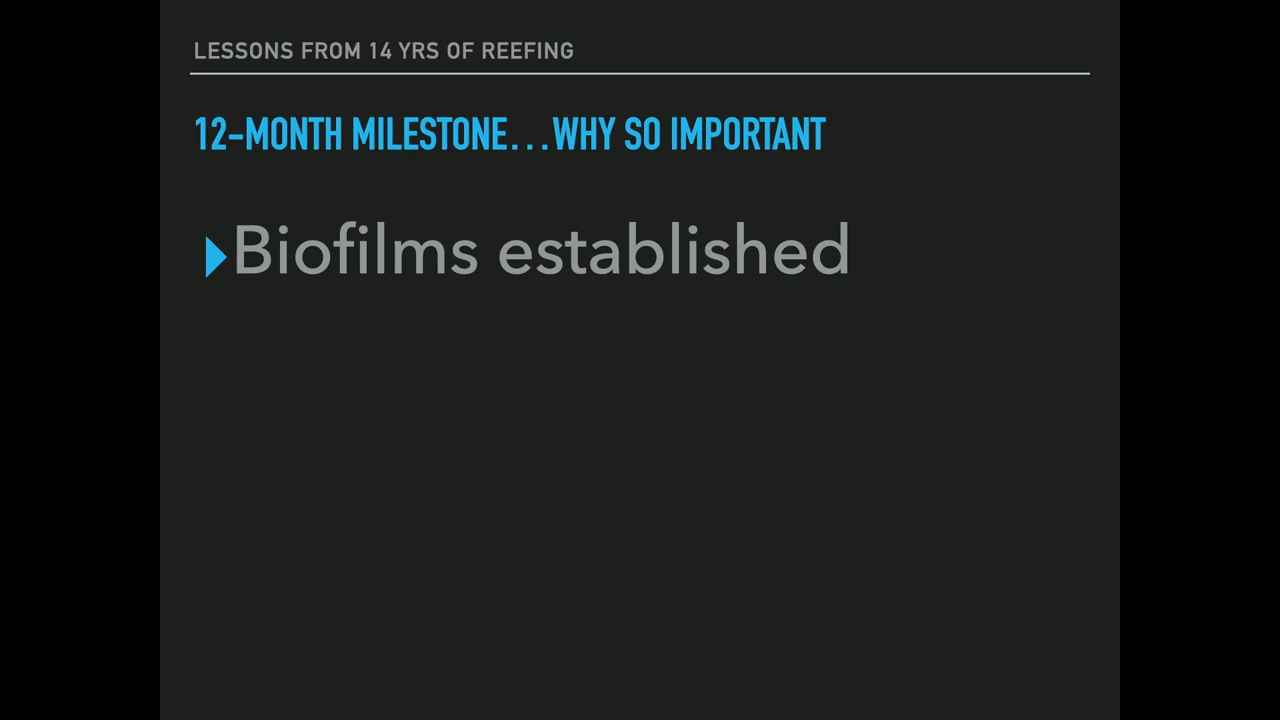 LESSONS FROM 14 YRS OF REEFING
12-MONTH MILESTONE...WHY SO IMPORTANT
Biofilms established